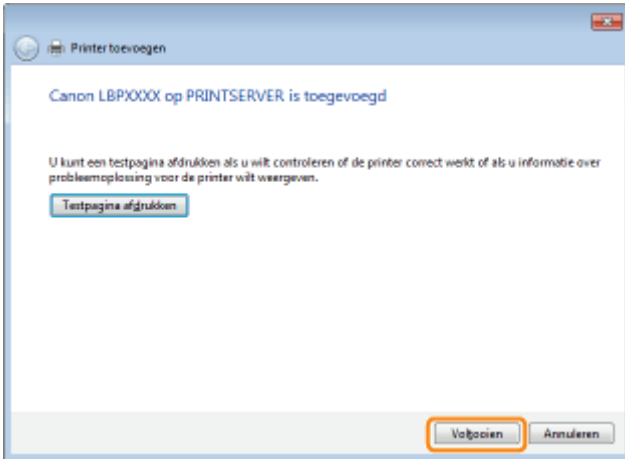 Printer toevoegen
Canon LBPXXXX op PRINTSERVER is toegevoegd
U kunt een testpagina afdrukken als u wilt controleren of de printer correct werkt of als u informatie over
probleemoplossing voor de printer wilt weergeven.
Testpagina afdrukken
Voltooien Annuleren